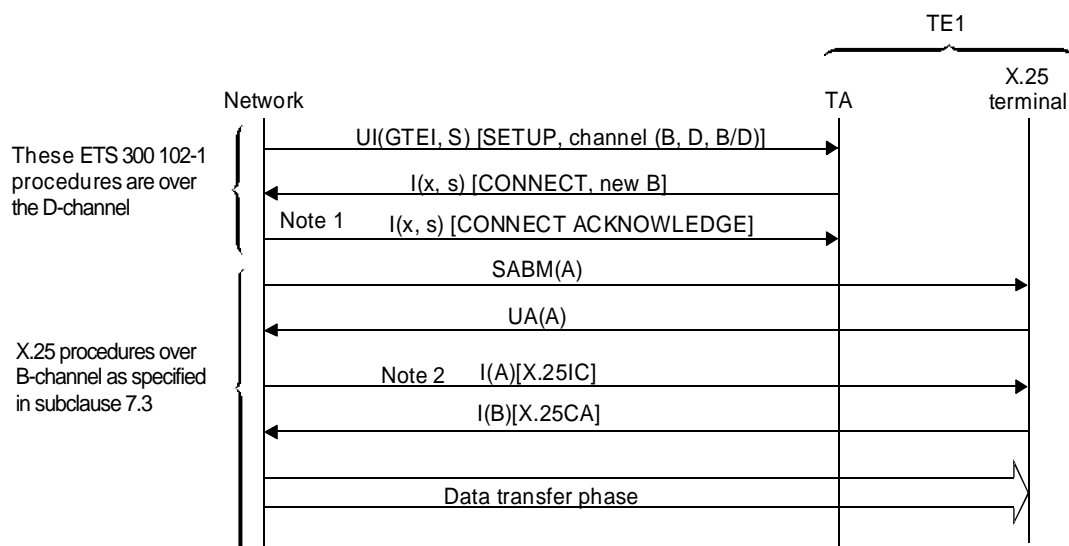 TE1
X.25
terminal
Network
TA
UI(GTEI, S) [SETUP, channel (B, D, B/D)]
These ETS 300 102-1
procedures are over
the D-channel
I(x, s) [CONNECT, new B]
Note 1 I(x, s) [CONNECT ACKNOWLEDGE]
SABM(A)
UA(A)
X.25 procedures over
B-channel as specified
in subclause 7.3
Note 2 I(A)[X.25IC]
I(B)[X.25CA]
Data transfer phase